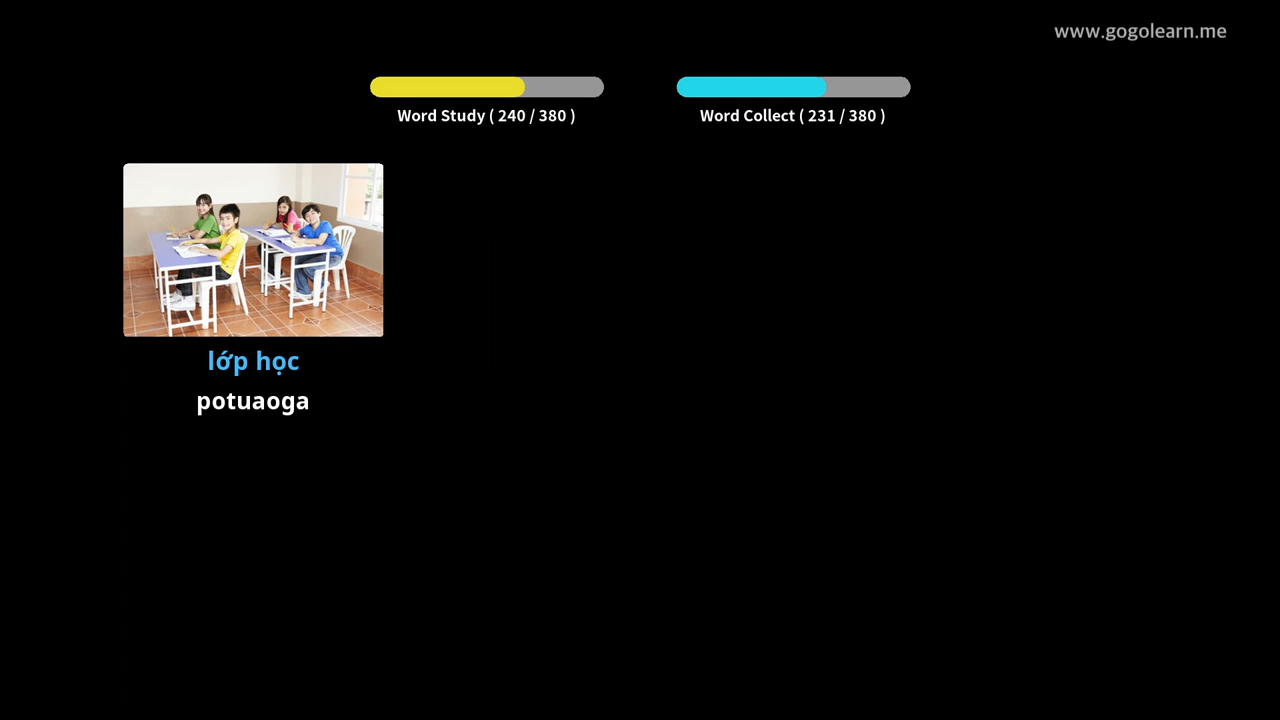 www.gogolearn.me
Word Study ( 240 / 380 )
Word Collect ( 231 / 380 )
lớp học
potuaoga